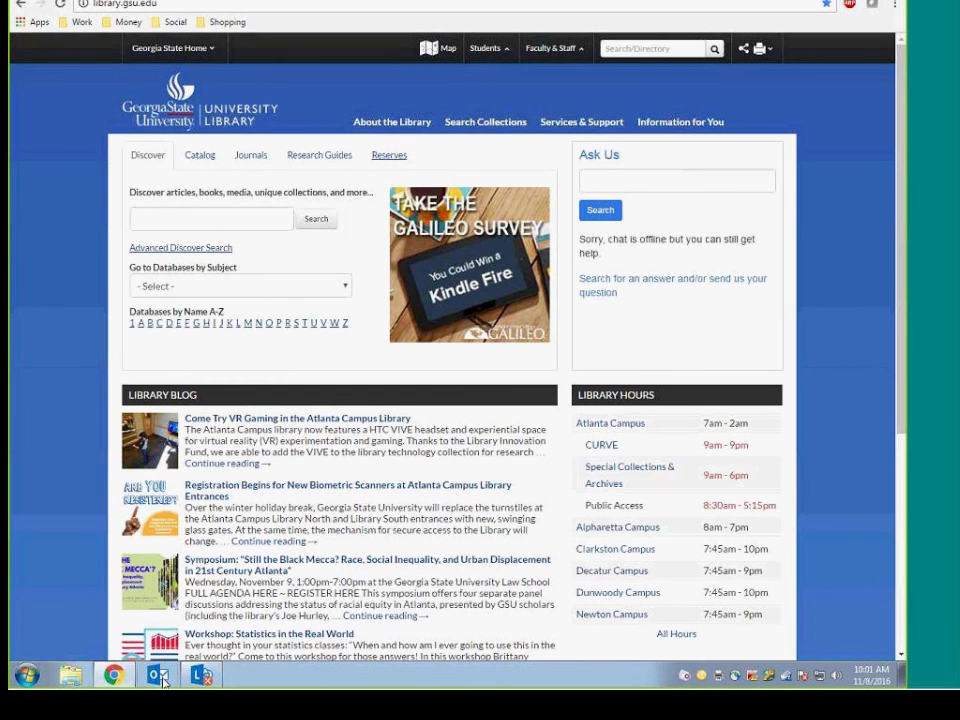 library.gsu.edu
Apps Work Money Social Shopping
Georgia State Home
Map Students Faculty & Staff Search/Directory
GeorgiaState University | UNIVERSITY LIBRARY
About the Library Search Collections Services & Support Information for You
Discover Catalog Journals Research Guides Reserves
Discover articles, books, media, unique collections, and more...
Search
Advanced Discover Search
Go to Databases by Subject
- Select -
Databases by Name A-Z
1 A B C D E F G H I J K L M N O P R S T U V W Z
TAKE THE
GALILEO SURVEY
You Could Win a
Kindle Fire
GALILEO
Ask Us
Search
Sorry, chat is offline but you can still get
help.
Search for an answer and/or send us your
question
LIBRARY BLOG
Come Try VR Gaming in the Atlanta Campus Library
The Atlanta Campus library now features a HTC VIVE headset and experiential space
for virtual reality (VR) experimentation and gaming. Thanks to the Library Innovation
Fund, we are able to add the VIVE to the library technology collection for research …
Continue reading →
ARE YOU
REGISTERED?
Registration Begins for New Biometric Scanners at Atlanta Campus Library
Entrances
Over the winter holiday break, Georgia State University will replace the turnstiles at
the Atlanta Campus Library North and Library South entrances with new, swinging
glass gates. At the same time, the mechanism for secure access to the Library will
change. … Continue reading →
MECCA'?
Symposium: "Still the Black Mecca? Race, Social Inequality, and Urban Displacement
in 21st Century Atlanta"
Wednesday, November 9, 1:00pm-7:00pm at the Georgia State University Law School
FULL AGENDA HERE ~ REGISTER HERE This symposium offers four separate panel
discussions addressing the status of racial equity in Atlanta, presented by GSU scholars
(including the library's Joe Hurley, … Continue reading →
Workshop: Statistics in the Real World
Ever thought in your statistics classes: "When and how am I ever going to use this in the
real world?" Come to this workshop for those answers! In this workshop Brittany
LIBRARY HOURS
Atlanta Campus 7am - 2am
CURVE 9am - 9pm
Special Collections &
Archives 9am - 6pm
Public Access 8:30am - 5:15pm
Alpharetta Campus 8am - 7pm
Clarkston Campus 7:45am - 10pm
Decatur Campus 7:45am - 9pm
Dunwoody Campus 7:45am - 10pm
Newton Campus 7:45am - 9pm
All Hours
10:01 AM
11/8/2016